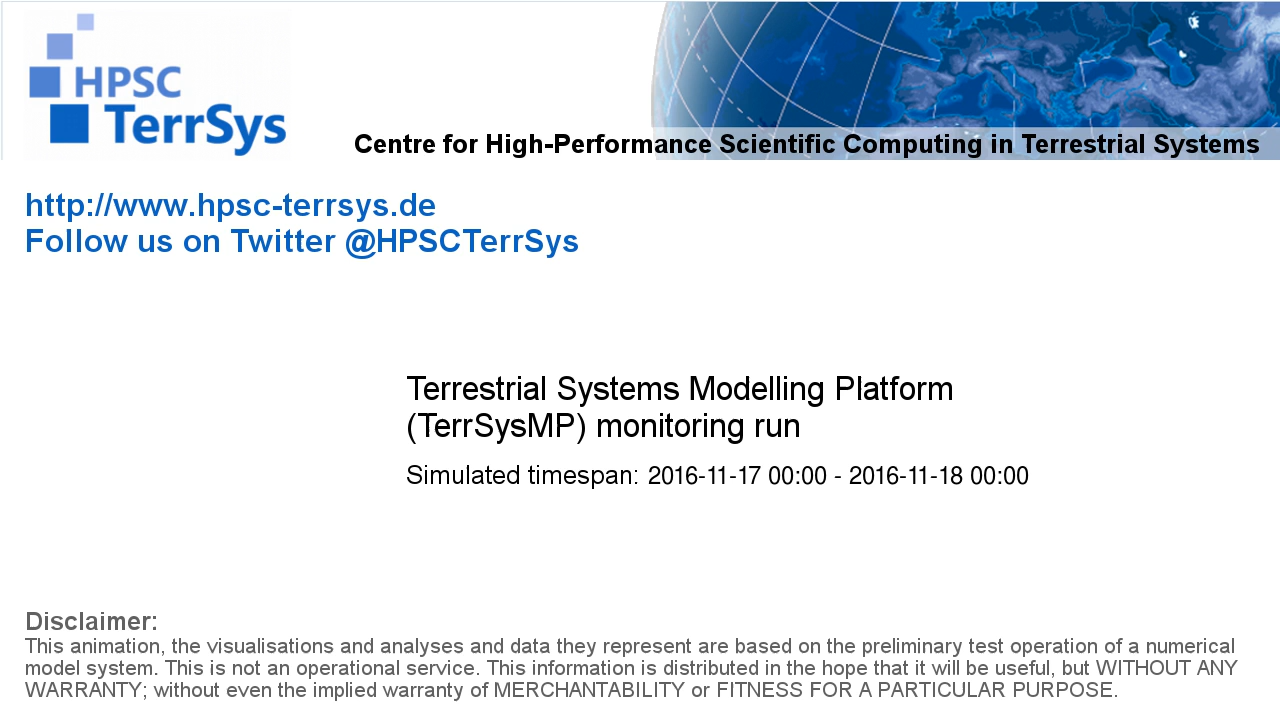 HPSC
TerrSys
Centre for High-Performance Scientific Computing in Terrestrial Systems
http://www.hpsc-terrsys.de
Follow us on Twitter @HPSCTerrSys
Terrestrial Systems Modelling Platform
(TerrSysMP) monitoring run
Simulated timespan: 2016-11-17 00:00 - 2016-11-18 00:00
Disclaimer:
This animation, the visualisations and analyses and data they represent are based on the preliminary test operation of a numerical
model system. This is not an operational service. This information is distributed in the hope that it will be useful, but WITHOUT ANY
WARRANTY; without even the implied warranty of MERCHANTABILITY or FITNESS FOR A PARTICULAR PURPOSE.